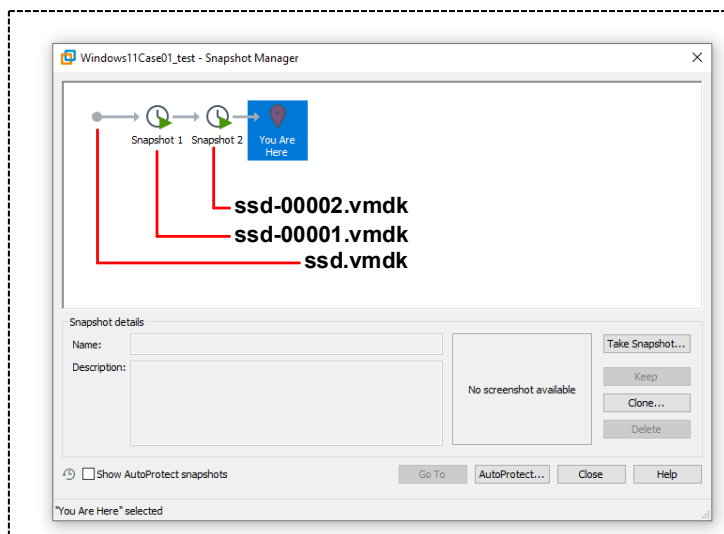 Windows11Case01_test - Snapshot Manager
Snapshot 1 Snapshot 2 You Are
Here
ssd-00002.vmdk
ssd-00001.vmdk
ssd.vmdk
Snapshot details
Name:
Take Snapshot...
Description:
No screenshot available
Keep
Clone...
Delete
Show AutoProtect snapshots
Go To
AutoProtect...
Close
Help
"You Are Here" selected